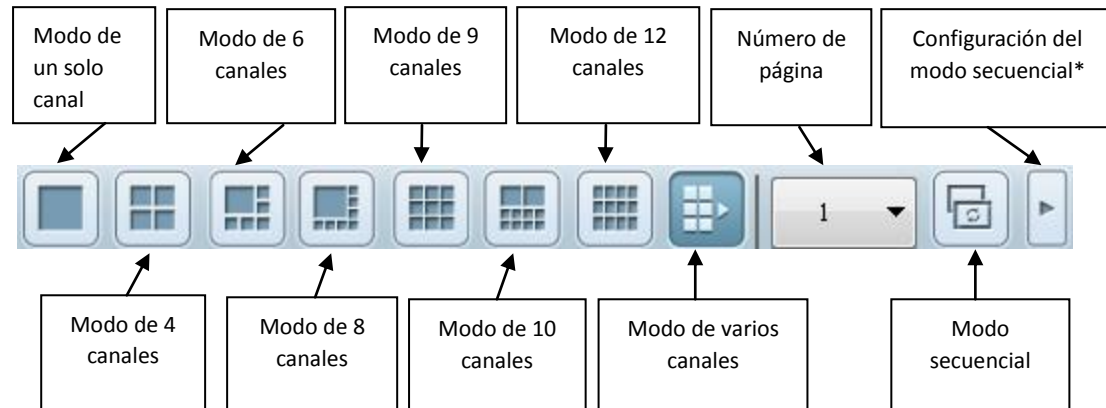 Modo de
un solo
canal
Modo de 6
canales
Modo de 9
canales
Modo de 12
canales
Número de
página
Configuración del
modo secuencial*
1
Modo de 4
canales
Modo de 8
canales
Modo de 10
canales
Modo de varios
canales
Modo
secuencial